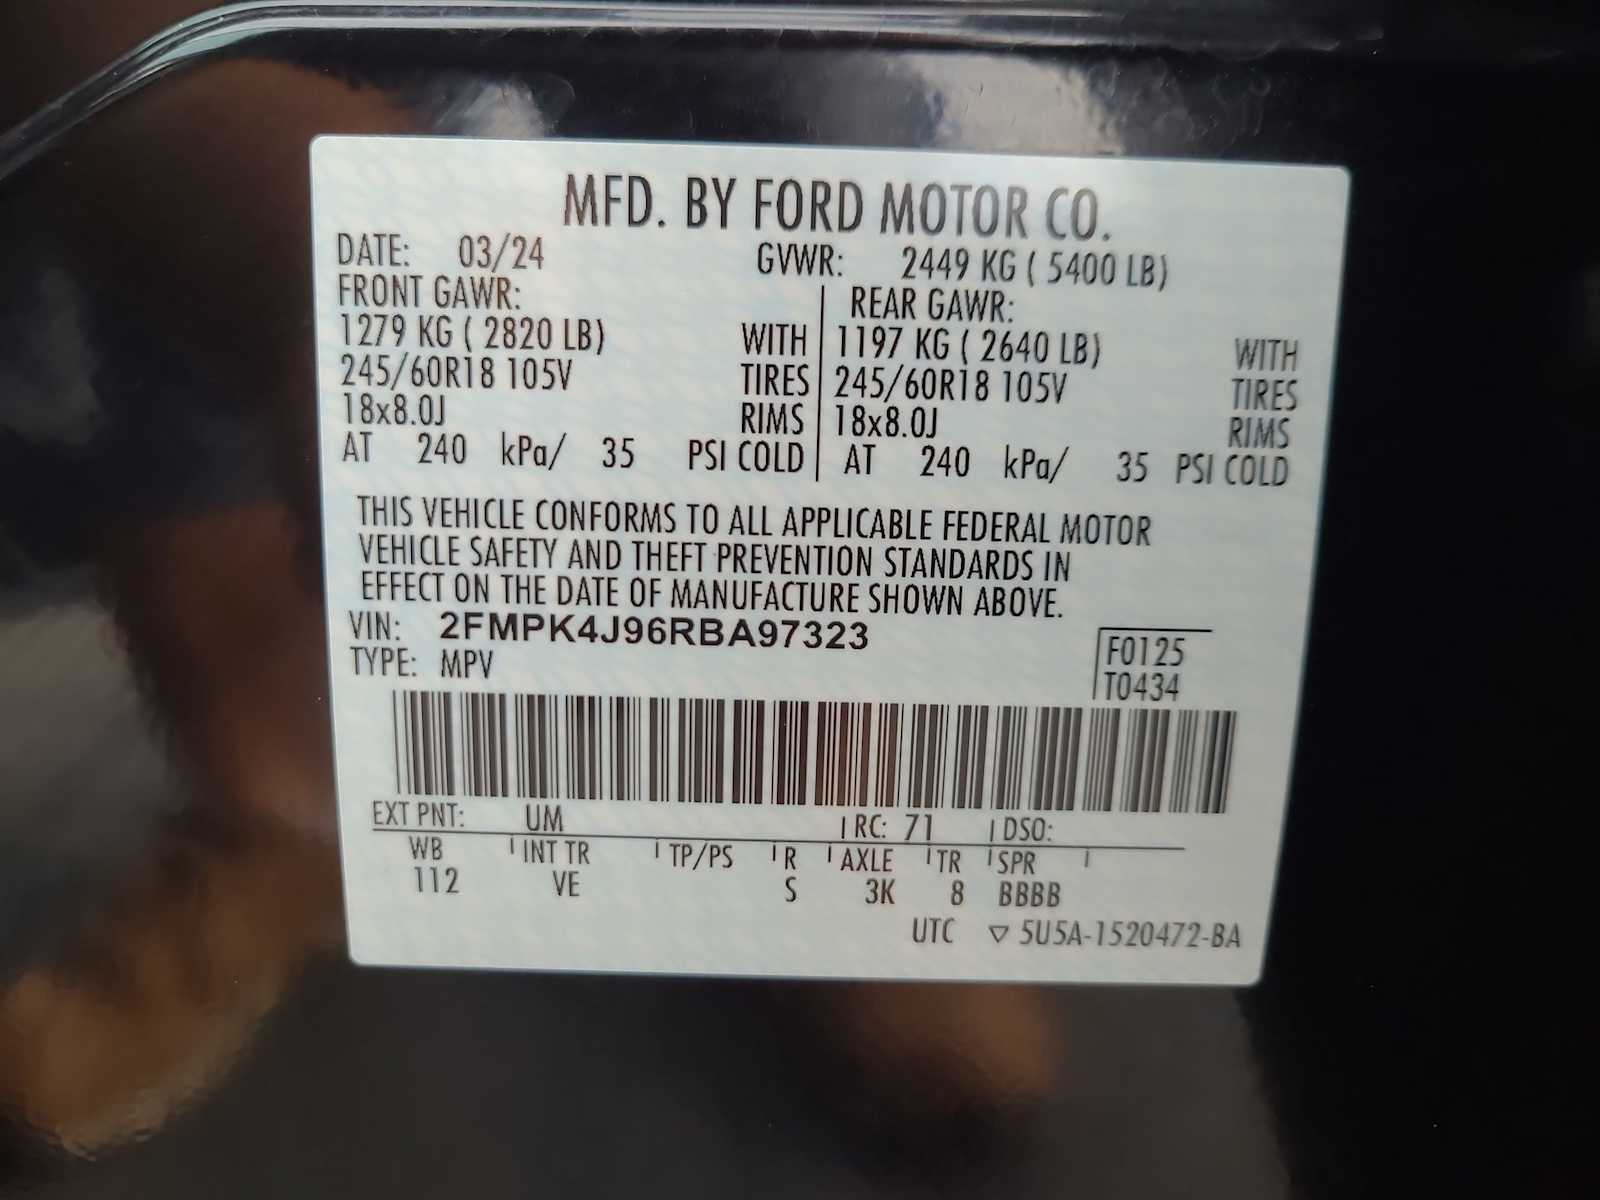 MFD. BY FORD MOTOR CO.
DATE: 03/24 GVWR: 2449 KG ( 5400 LB)
FRONT GAWR: REAR GAWR:
1279 KG ( 2820 LB) WITH 1197 KG ( 2640 LB) WITH
245/60R18 105V TIRES 245/60R18 105V TIRES
18x8.0J RIMS 18x8.0J RIMS
AT 240 kPa/ 35 PSI COLD AT 240 kPa/ 35 PSI COLD
THIS VEHICLE CONFORMS TO ALL APPLICABLE FEDERAL MOTOR
VEHICLE SAFETY AND THEFT PREVENTION STANDARDS IN
EFFECT ON THE DATE OF MANUFACTURE SHOWN ABOVE.
VIN: 2FMPK4J96RBA97323
TYPE: MPV
F0125
T0434
EXT PNT: UM RC: 71 DSO:
WB INT TR TP/PS R AXLE TR SPR
112 VE S 3K 8 BBBB
UTC ▽ 5U5A-1520472-BA